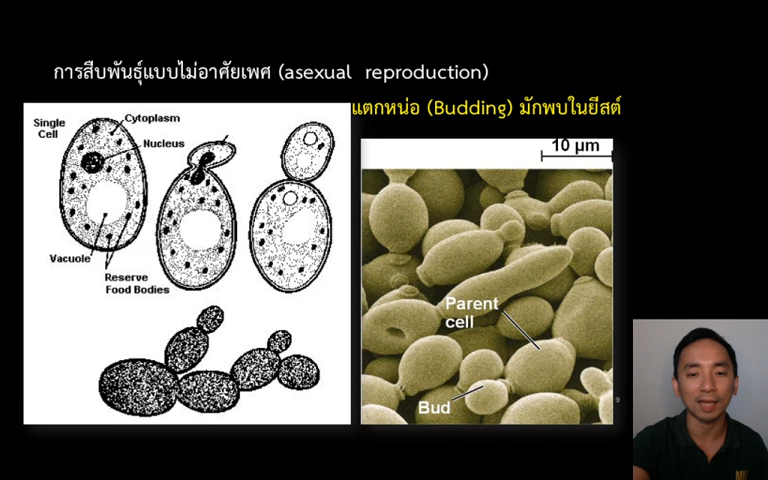 การสืบพันธุ์แบบไม่อาศัยเพศ (asexual reproduction)
แตกหน่อ (Budding) มักพบในยีสต์
Single
Cell
Cytoplasm
Nucleus
Vacuole
Reserve
Food Bodies
10 µm
Parent
cell
Bud
9